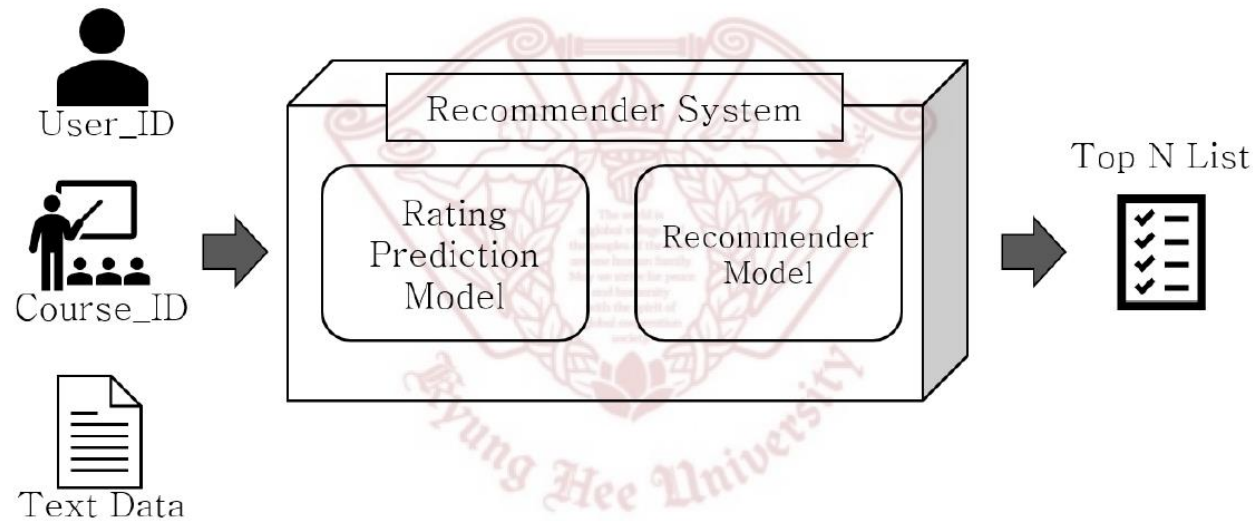 User_ID
Course_ID
Text Data
Recommender System
Rating
Prediction
Model
Recommender
Model
Top N List
Kyung Hee University